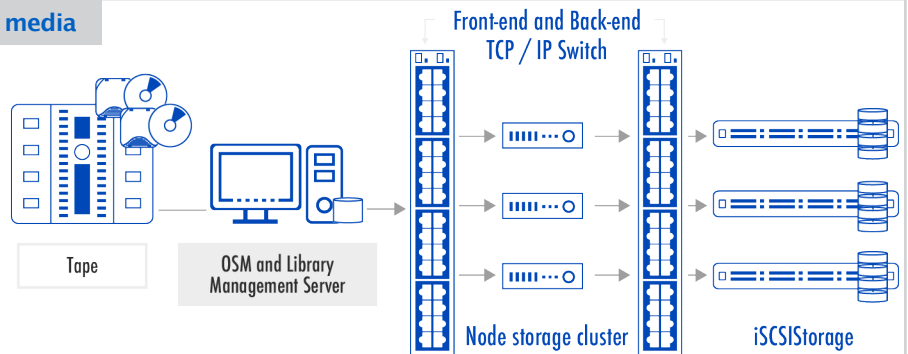 media
Front-end and Back-end
TCP / IP Switch
Tape
OSM and Library
Management Server
Node storage cluster
iSCSIStorage